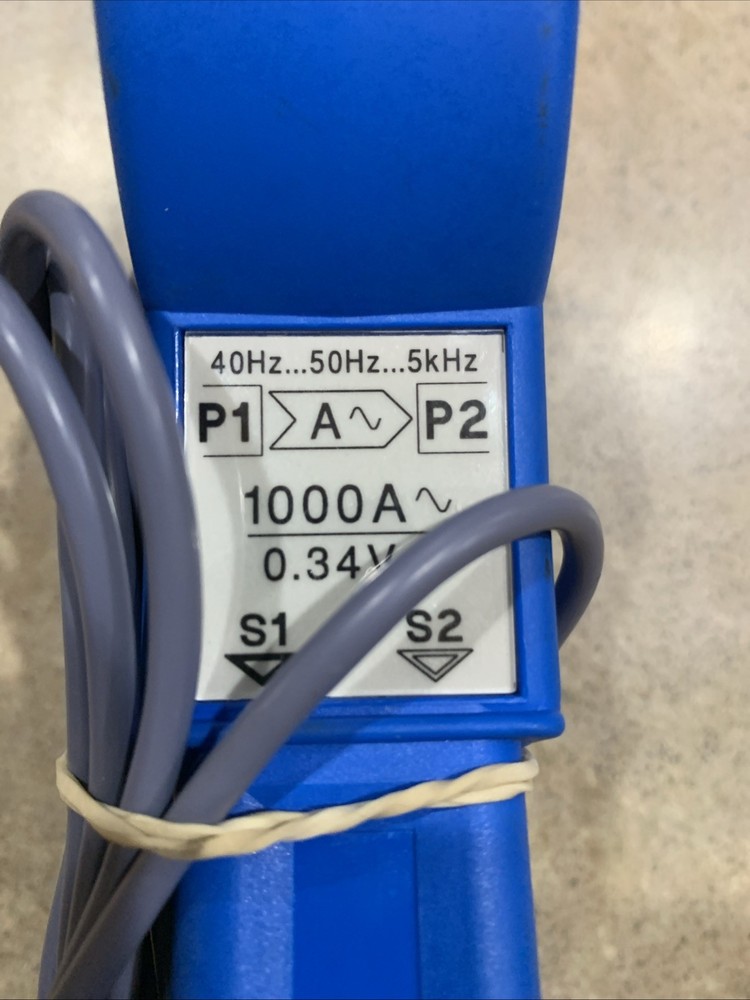 40Hz...50Hz...5kHz
P1 A∿ P2
1000A∿
0.34V
S1 S2